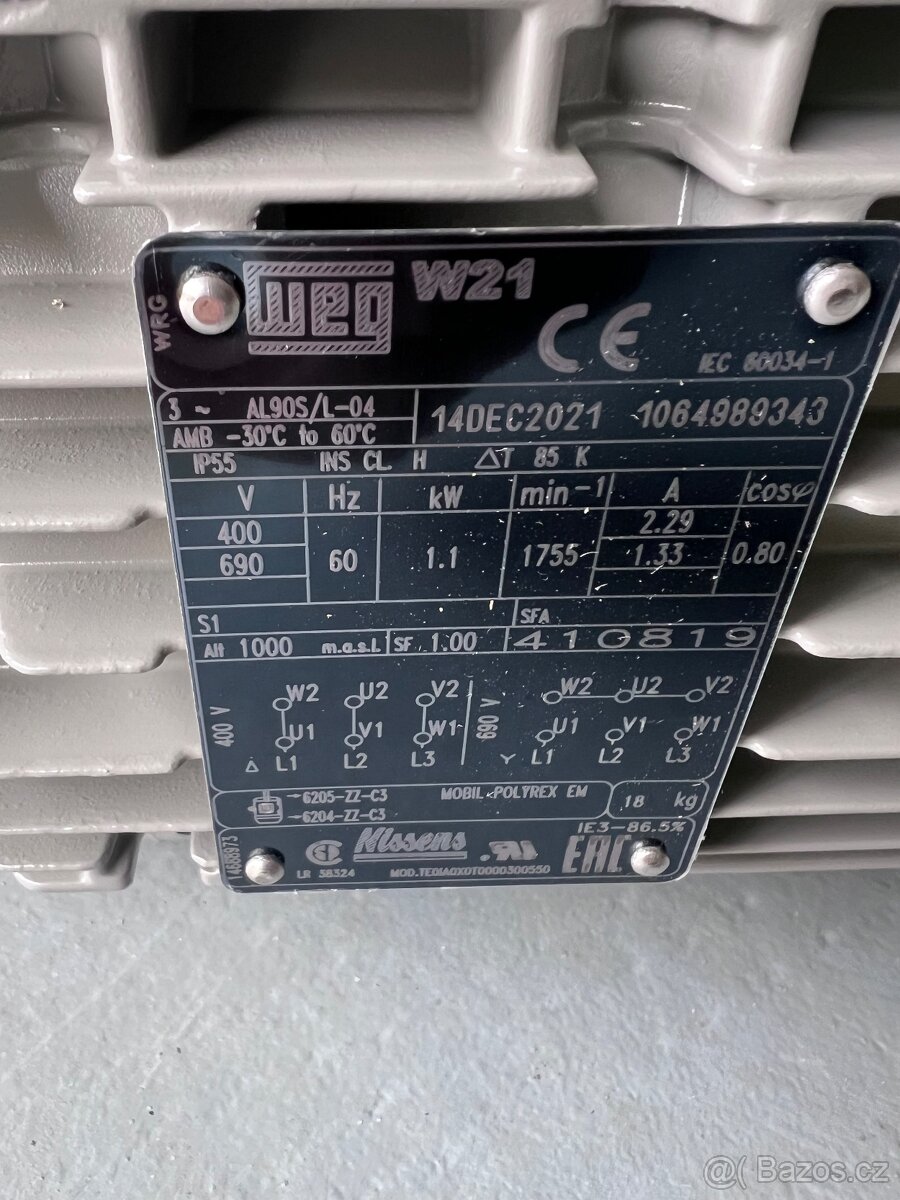 WRG
WEG W21
CE
IEC 60034-1
3 ~ AL90S/L-04
14DEC2021 1064989343
AMB -30°C to 60°C
IP55 INS CL. H ΔT 85 K
V Hz kW min-1 A cosφ
400 2.29
690 60 1.1 1755 1.33 0.80
S1 SFA
Alt 1000 m.a.s.l. SF 1.00 410819
W2 U2 V2 W2 U2 V2
400 V 690 V
U1 V1 W1 U1 V1 W1
Δ L1 L2 L3 Y L1 L2 L3
6205-ZZ-C3 MOBIL POLYREX EM 18 kg
6204-ZZ-C3
IE3-86.5%
Nissens EAC
LR 58324 MOD.TE01A0X0T0000300550
14688973
@ Bazos.cz